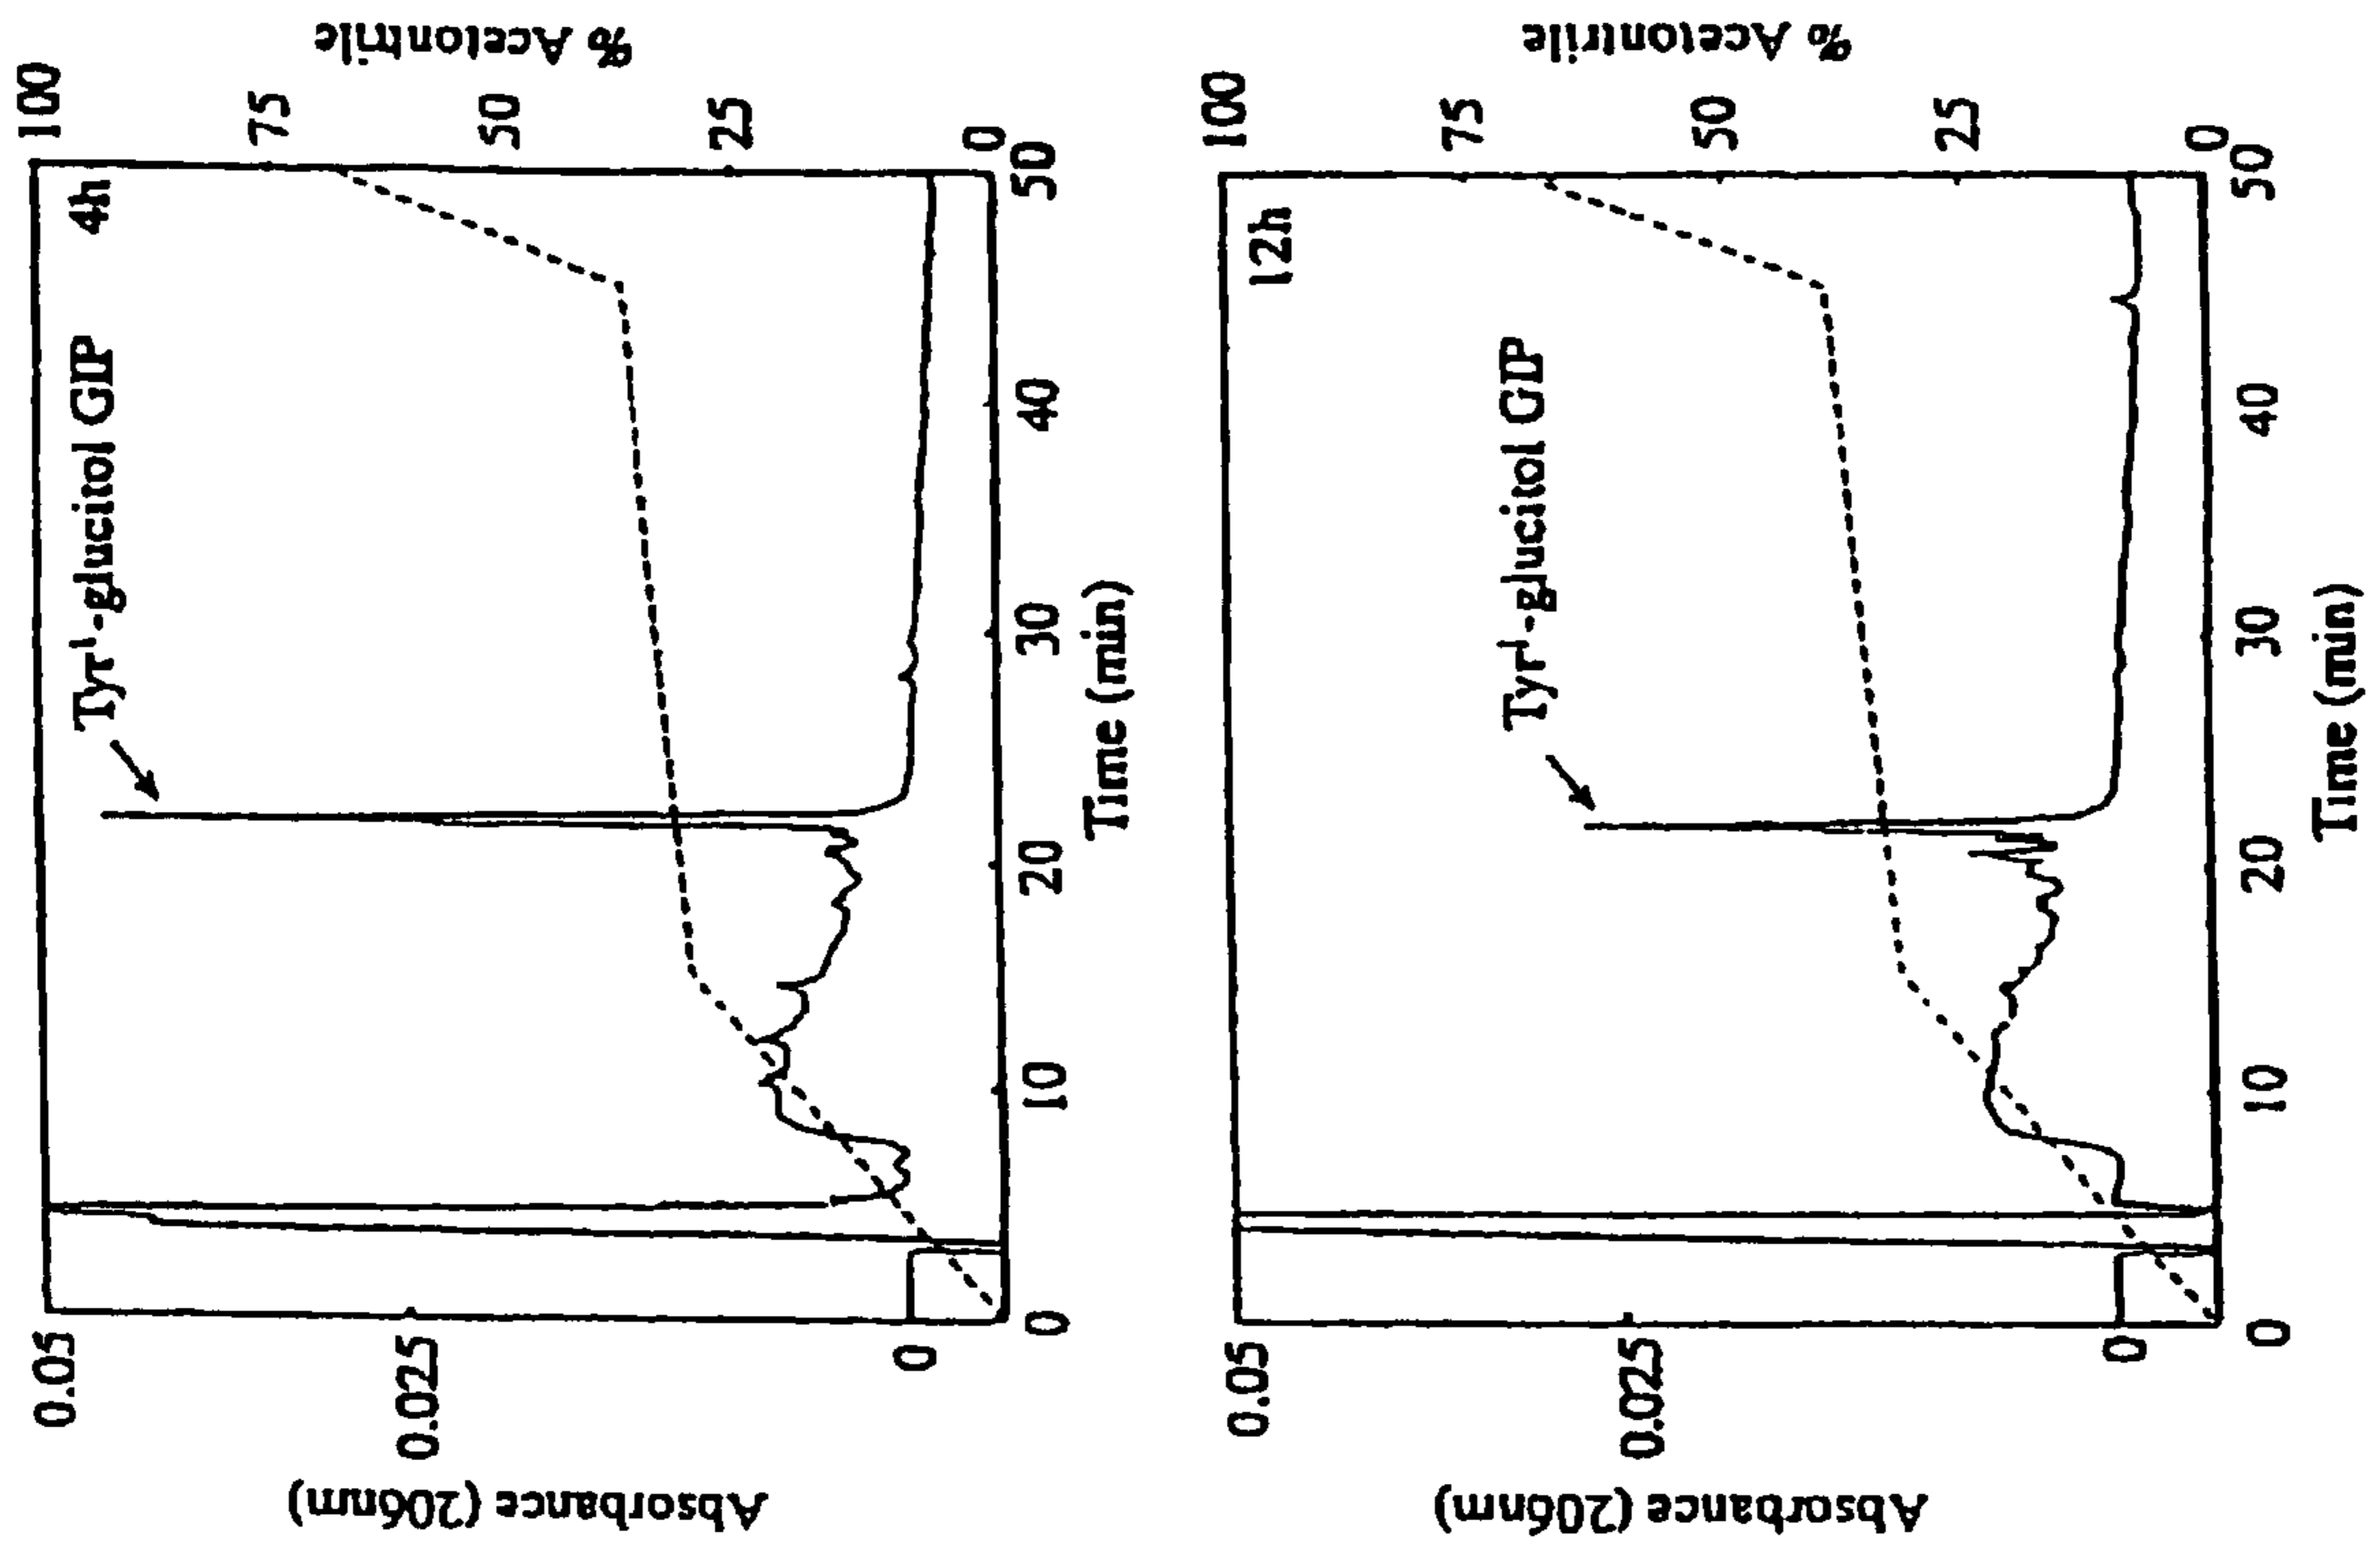 Absorbance (206nm)
0.05
0.025
0
4h
Tyr¹-glucitol GIP
100
75
50
25
0
% Acetontrile
0 10 20 30 40 50
Time (min)
Absorbance (206nm)
0.05
0.025
0
12h
Tyr¹-glucitol GIP
100
75
50
25
0
% Acetontrile
0 10 20 30 40 50
Time (min)